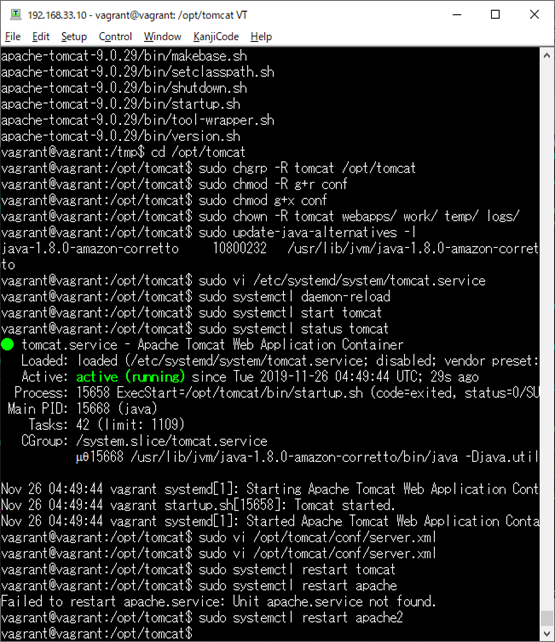 192.168.33.10 - vagrant@vagrant: /opt/tomcat VT
File Edit Setup Control Window KanjiCode Help
apache-tomcat-9.0.29/bin/makebase.sh
apache-tomcat-9.0.29/bin/setclasspath.sh
apache-tomcat-9.0.29/bin/shutdown.sh
apache-tomcat-9.0.29/bin/startup.sh
apache-tomcat-9.0.29/bin/tool-wrapper.sh
apache-tomcat-9.0.29/bin/version.sh
vagrant@vagrant:/tmp$ cd /opt/tomcat
vagrant@vagrant:/opt/tomcat$ sudo chgrp -R tomcat /opt/tomcat
vagrant@vagrant:/opt/tomcat$ sudo chmod -R g+r conf
vagrant@vagrant:/opt/tomcat$ sudo chmod g+x conf
vagrant@vagrant:/opt/tomcat$ sudo chown -R tomcat webapps/ work/ temp/ logs/
vagrant@vagrant:/opt/tomcat$ sudo update-java-alternatives -l
java-1.8.0-amazon-corretto 10800232 /usr/lib/jvm/java-1.8.0-amazon-corret
to
vagrant@vagrant:/opt/tomcat$ sudo vi /etc/systemd/system/tomcat.service
vagrant@vagrant:/opt/tomcat$ sudo systemctl daemon-reload
vagrant@vagrant:/opt/tomcat$ sudo systemctl start tomcat
vagrant@vagrant:/opt/tomcat$ sudo systemctl status tomcat
● tomcat.service - Apache Tomcat Web Application Container
Loaded: loaded (/etc/systemd/system/tomcat.service; disabled; vendor preset:
Active: active (running) since Tue 2019-11-26 04:49:44 UTC; 29s ago
Process: 15658 ExecStart=/opt/tomcat/bin/startup.sh (code=exited, status=0/SU
Main PID: 15668 (java)
Tasks: 42 (limit: 1109)
CGroup: /system.slice/tomcat.service
μθ15668 /usr/lib/jvm/java-1.8.0-amazon-corretto/bin/java -Djava.util
Nov 26 04:49:44 vagrant systemd[1]: Starting Apache Tomcat Web Application Cont
Nov 26 04:49:44 vagrant startup.sh[15658]: Tomcat started.
Nov 26 04:49:44 vagrant systemd[1]: Started Apache Tomcat Web Application Conta
vagrant@vagrant:/opt/tomcat$ sudo vi /opt/tomcat/conf/server.xml
vagrant@vagrant:/opt/tomcat$ sudo vi /opt/tomcat/conf/server.xml
vagrant@vagrant:/opt/tomcat$ sudo systemctl restart tomcat
vagrant@vagrant:/opt/tomcat$ sudo systemctl restart apache
Failed to restart apache.service: Unit apache.service not found.
vagrant@vagrant:/opt/tomcat$ sudo systemctl restart apache2
vagrant@vagrant:/opt/tomcat$